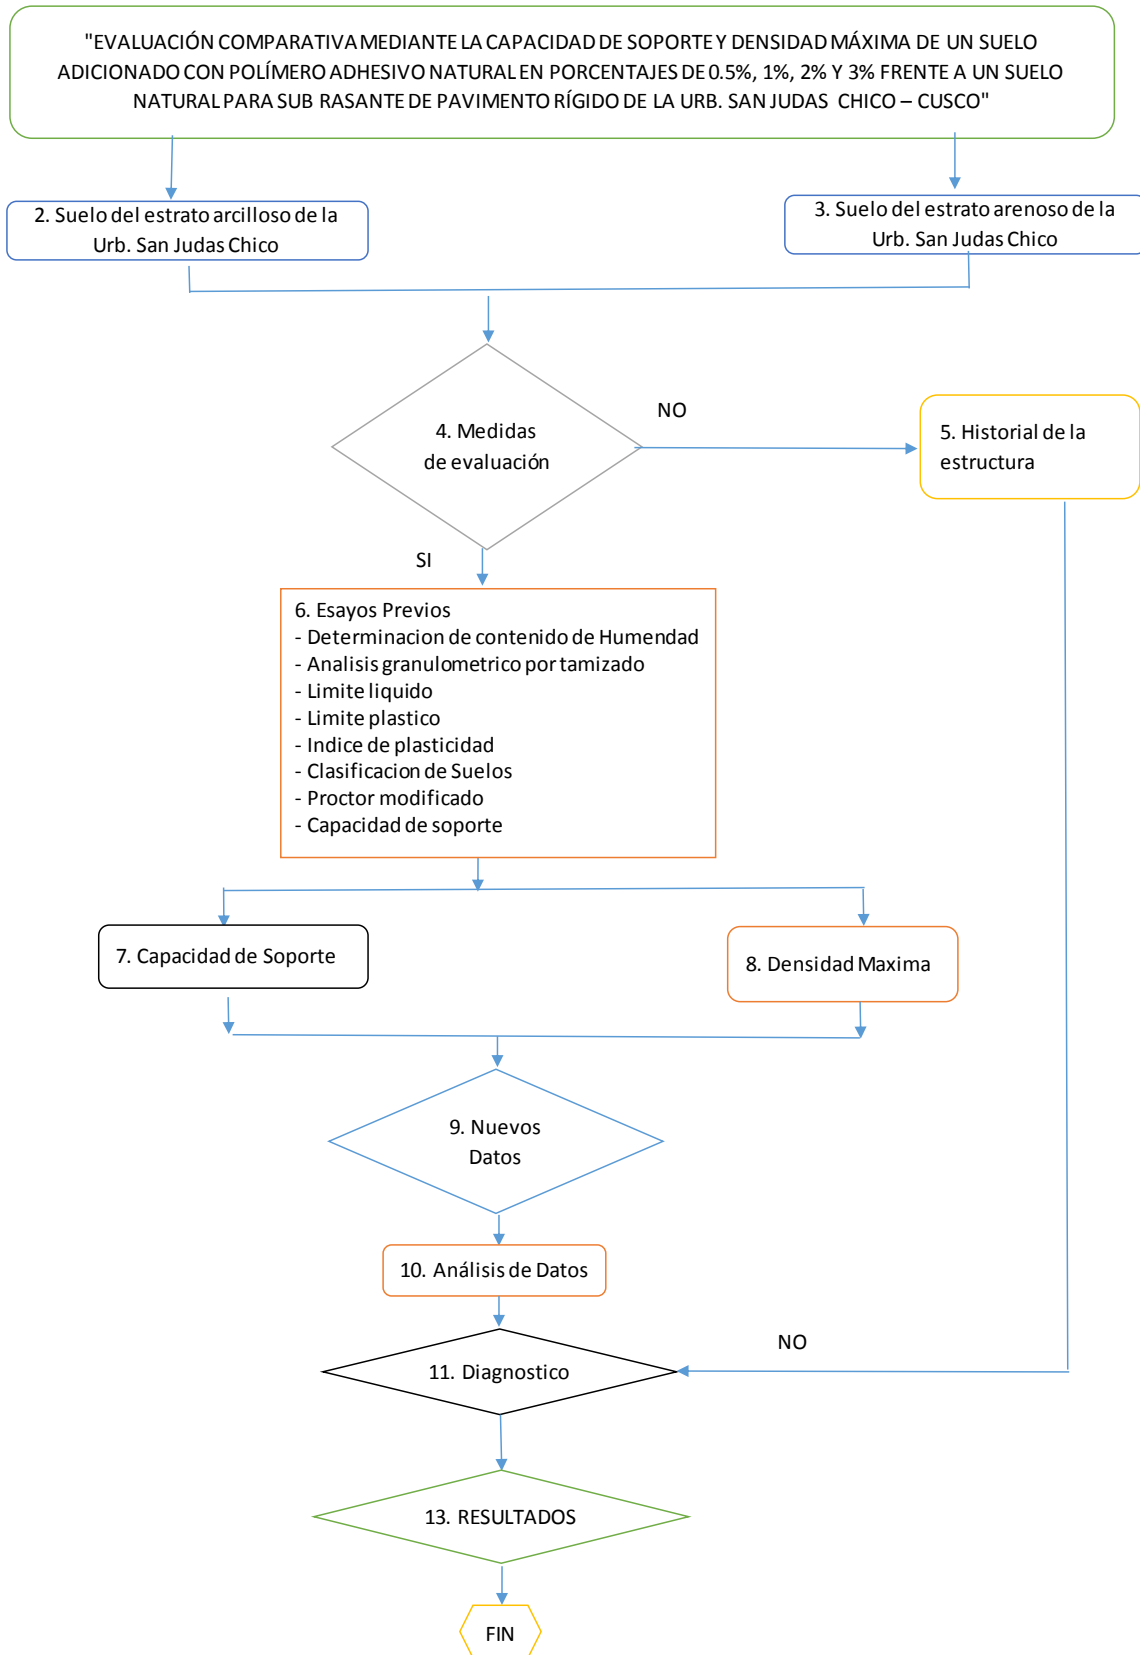 "EVALUACIÓN COMPARATIVA MEDIANTE LA CAPACIDAD DE SOPORTE Y DENSIDAD MÁXIMA DE UN SUELO
ADICIONADO CON POLÍMERO ADHESIVO NATURAL EN PORCENTAJES DE 0.5%, 1%, 2% Y 3% FRENTE A UN SUELO
NATURAL PARA SUB RASANTE DE PAVIMENTO RÍGIDO DE LA URB. SAN JUDAS CHICO – CUSCO"
2. Suelo del estrato arcilloso de la
Urb. San Judas Chico
3. Suelo del estrato arenoso de la
Urb. San Judas Chico
4. Medidas
de evaluación
NO
5. Historial de la
estructura
SI
6. Esayos Previos
- Determinacion de contenido de Humendad
- Analisis granulometrico por tamizado
- Limite liquido
- Limite plastico
- Indice de plasticidad
- Clasificacion de Suelos
- Proctor modificado
- Capacidad de soporte
7. Capacidad de Soporte
8. Densidad Maxima
9. Nuevos
Datos
10. Análisis de Datos
NO
11. Diagnostico
13. RESULTADOS
FIN